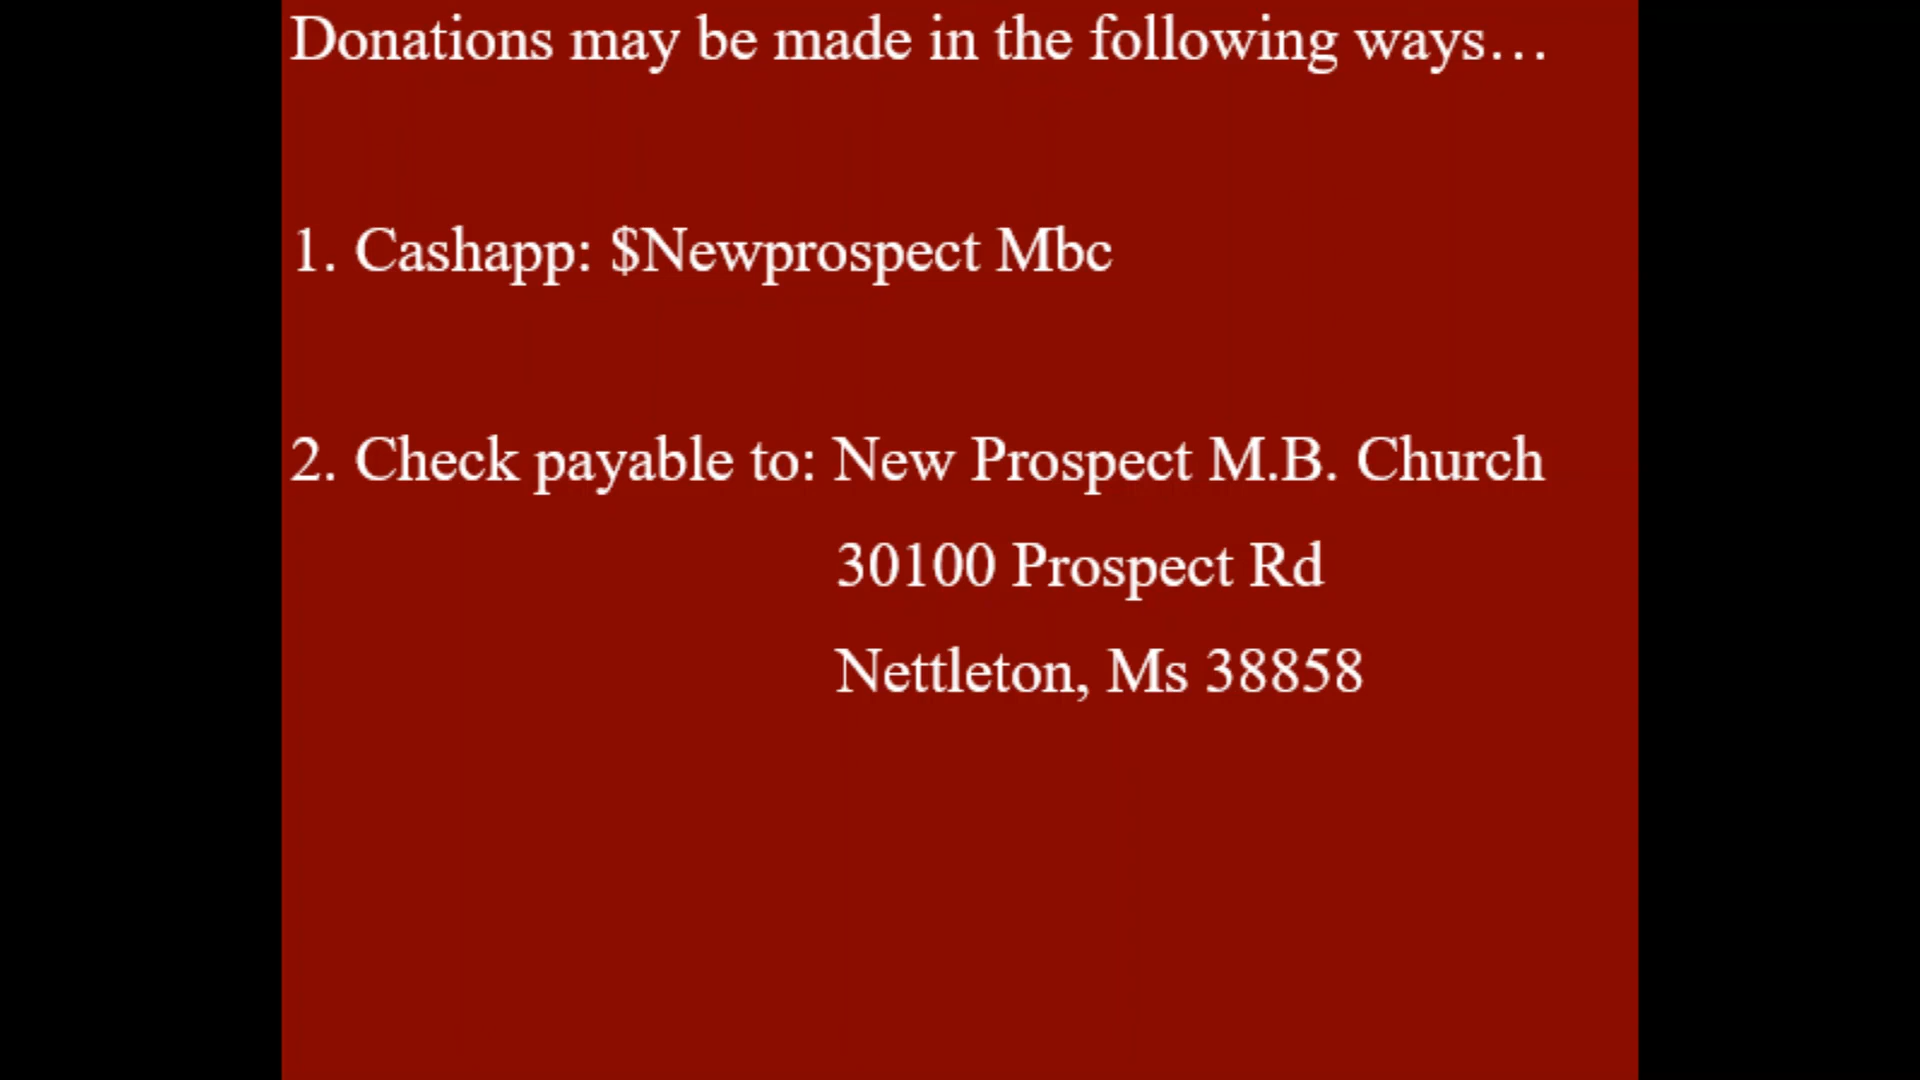 Donations may be made in the following ways…
1. Cashapp: $Newprospect Mbc
2. Check payable to: New Prospect M.B. Church
30100 Prospect Rd
Nettleton, Ms 38858